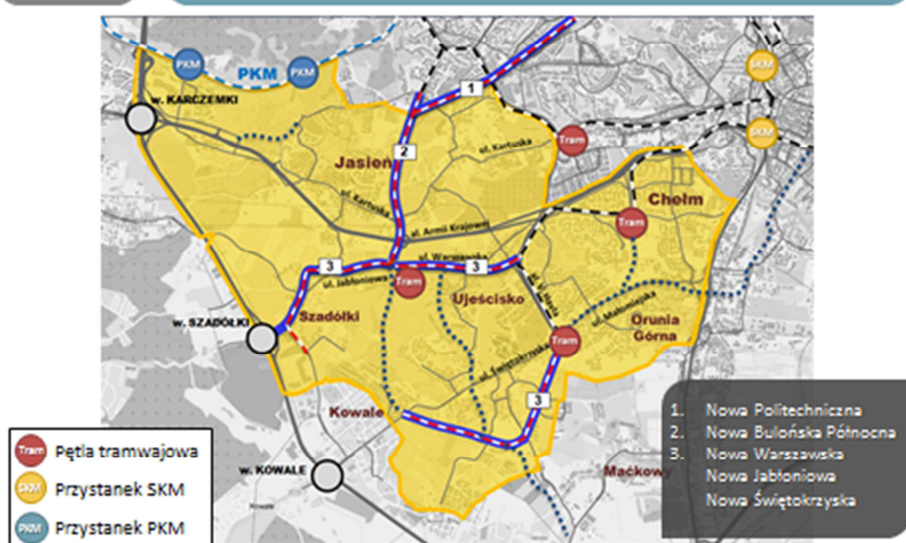 PKM
PKM
PKM
SKM
w. KARCZEMKI
1
SKM
2
Tram
ul. Kartuska
Jasień
Chełm
ul. Kartuska
Tram
al. Armii Krajowej
ul. Warszawska
3
3
ul. Jabłoniowa
Tram
Ujeścisko
ul. Małomiejska
w. SZADÓŁKI
Szadółki
Orunia
Górna
Tram
ul. Świętokrzyska
Kowale
3
w. KOWALE
Maćkowy
Kowale
Tram Pętla tramwajowa
SKM Przystanek SKM
PKM Przystanek PKM
1. Nowa Politechniczna
2. Nowa Bulońska Północna
3. Nowa Warszawska
Nowa Jabłoniowa
Nowa Świętokrzyska